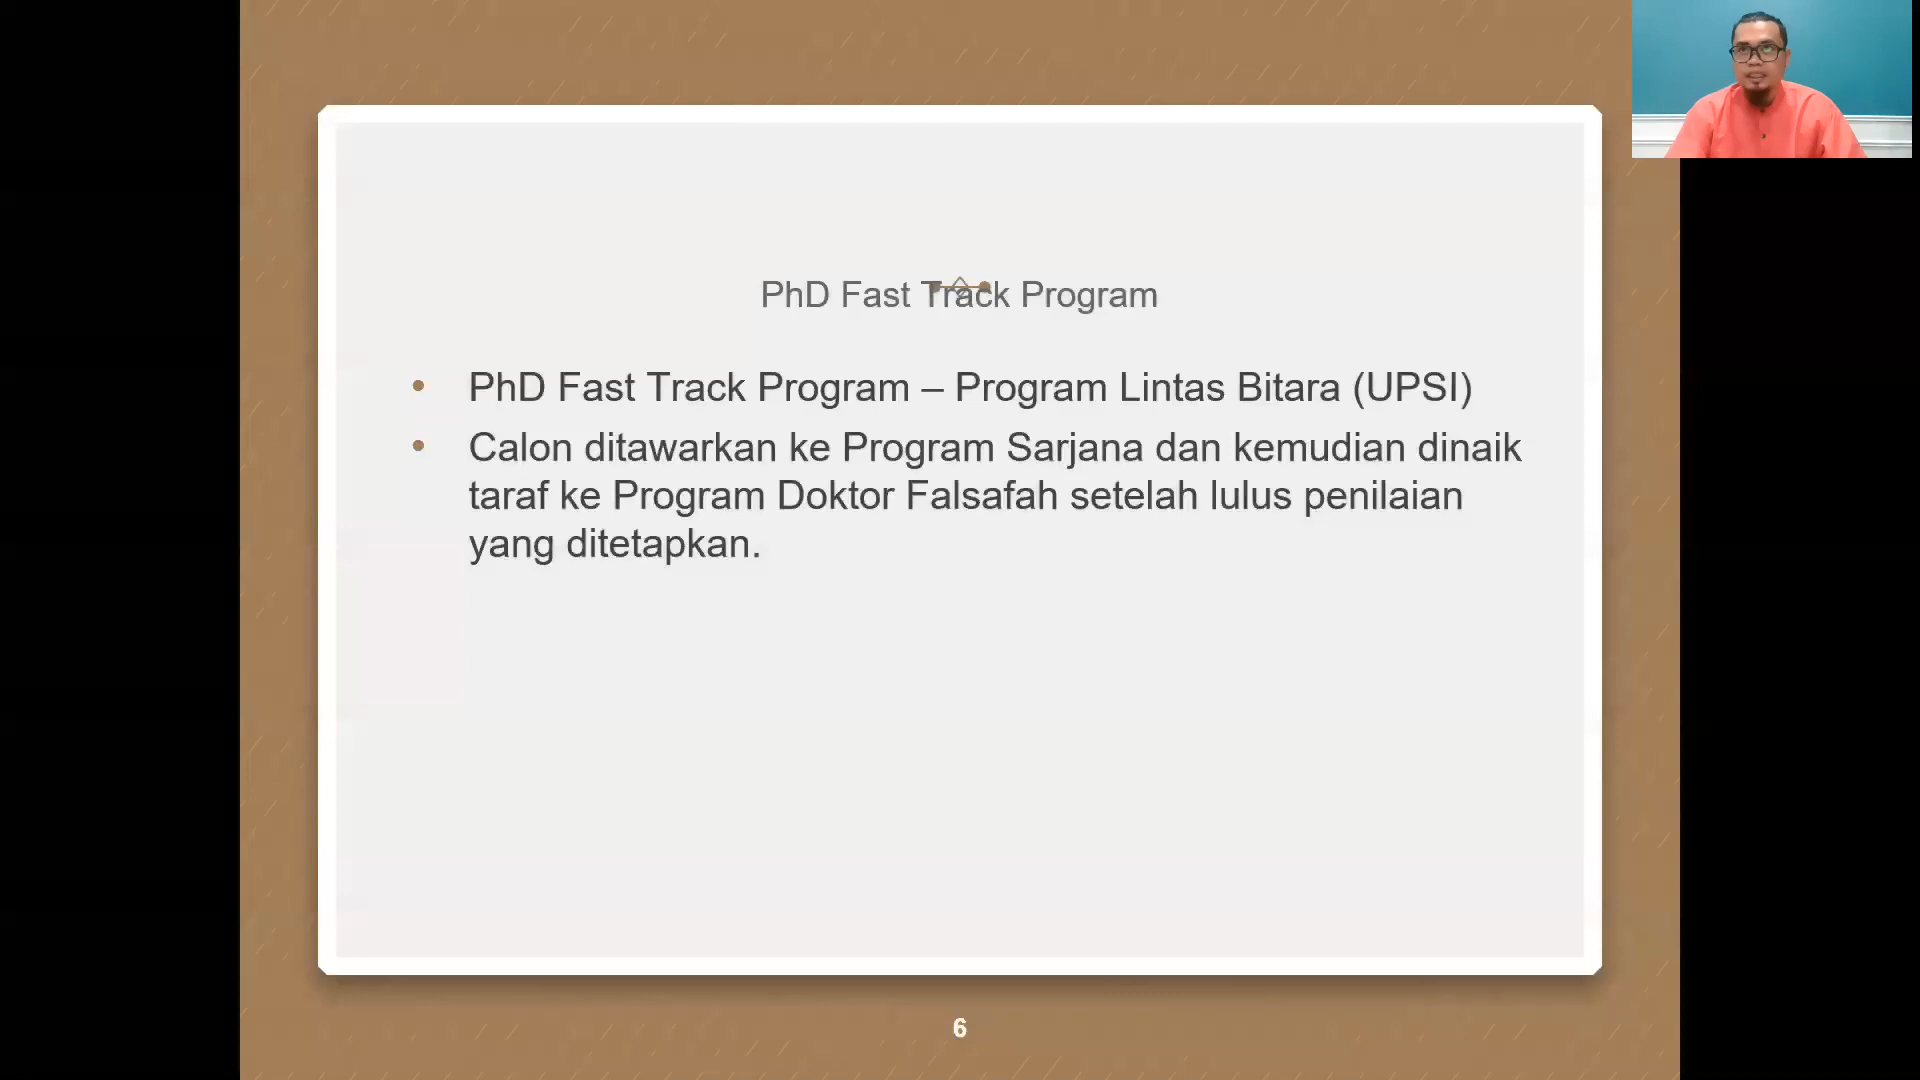 PhD Fast Track Program
• PhD Fast Track Program – Program Lintas Bitara (UPSI)
• Calon ditawarkan ke Program Sarjana dan kemudian dinaik
taraf ke Program Doktor Falsafah setelah lulus penilaian
yang ditetapkan.
6